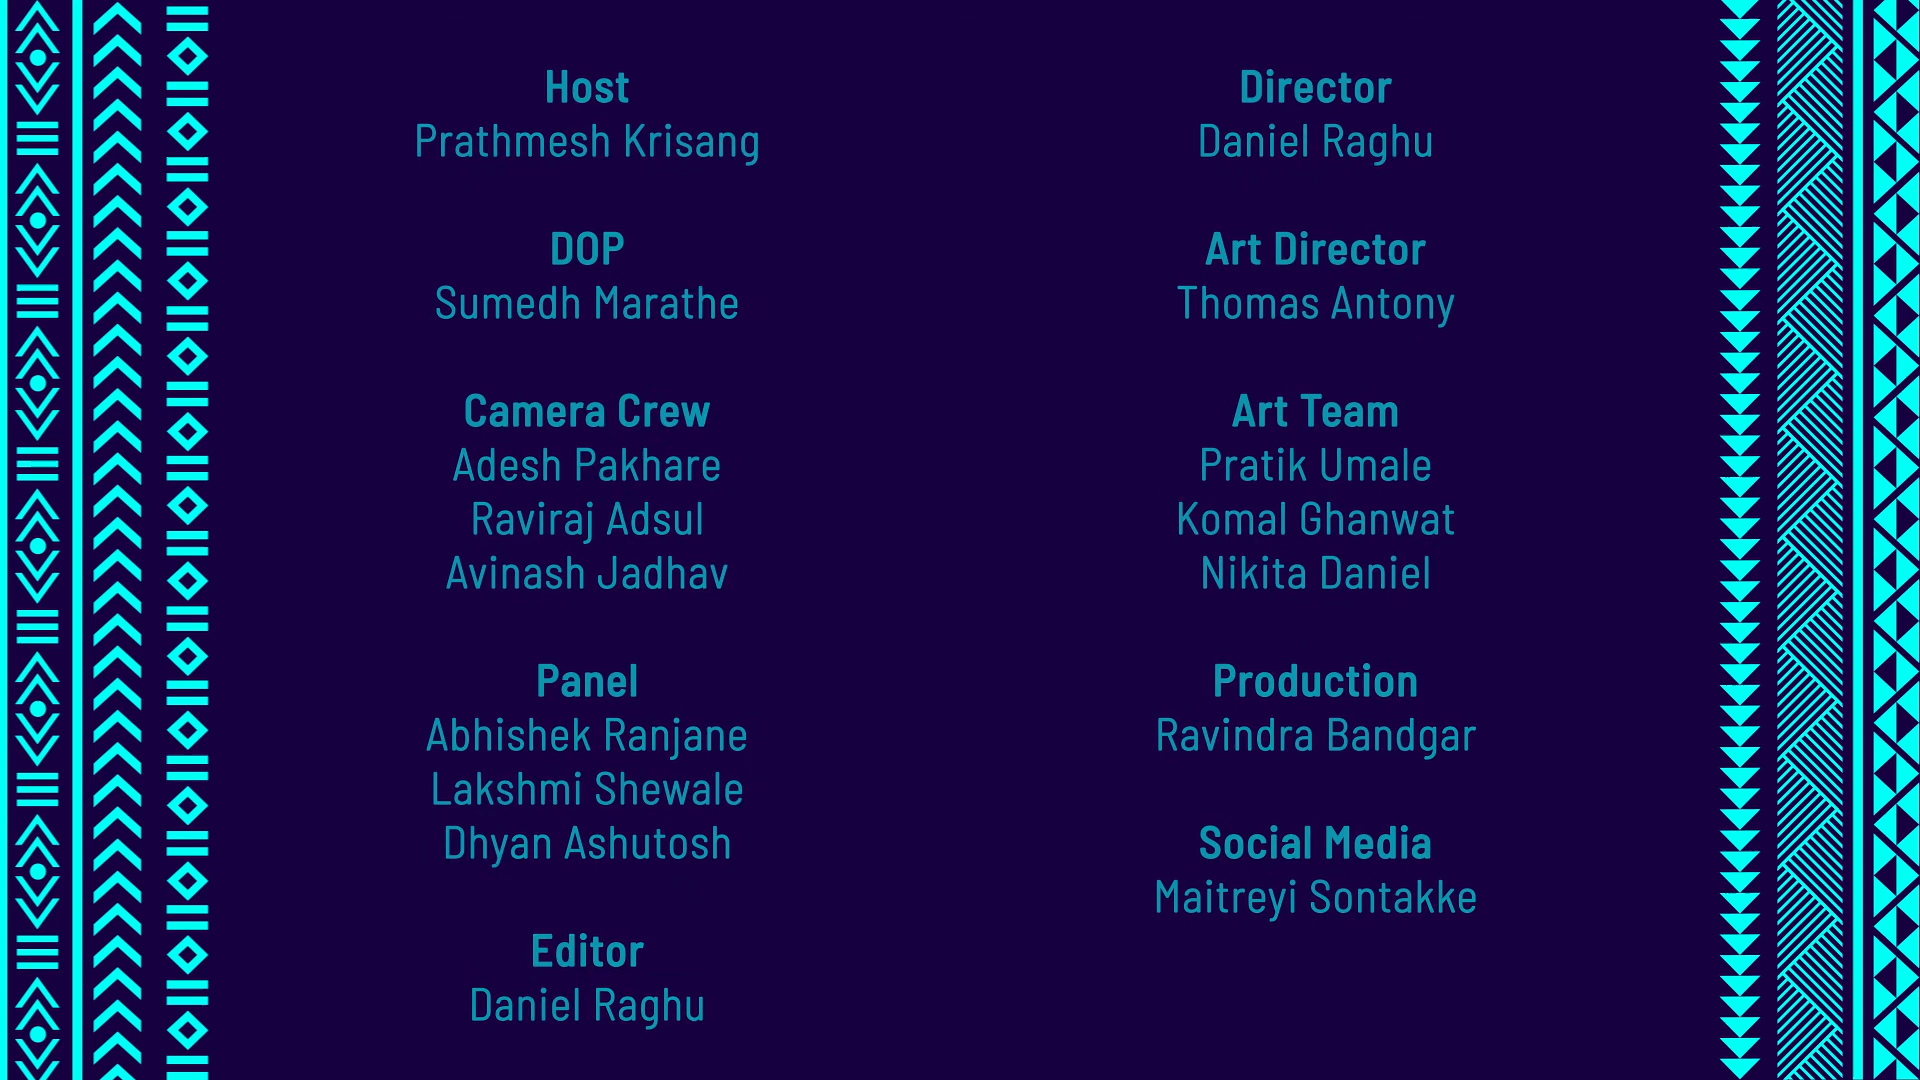 Host
Prathmesh Krisang
DOP
Sumedh Marathe
Camera Crew
Adesh Pakhare
Raviraj Adsul
Avinash Jadhav
Panel
Abhishek Ranjane
Lakshmi Shewale
Dhyan Ashutosh
Editor
Daniel Raghu
Director
Daniel Raghu
Art Director
Thomas Antony
Art Team
Pratik Umale
Komal Ghanwat
Nikita Daniel
Production
Ravindra Bandgar
Social Media
Maitreyi Sontakke